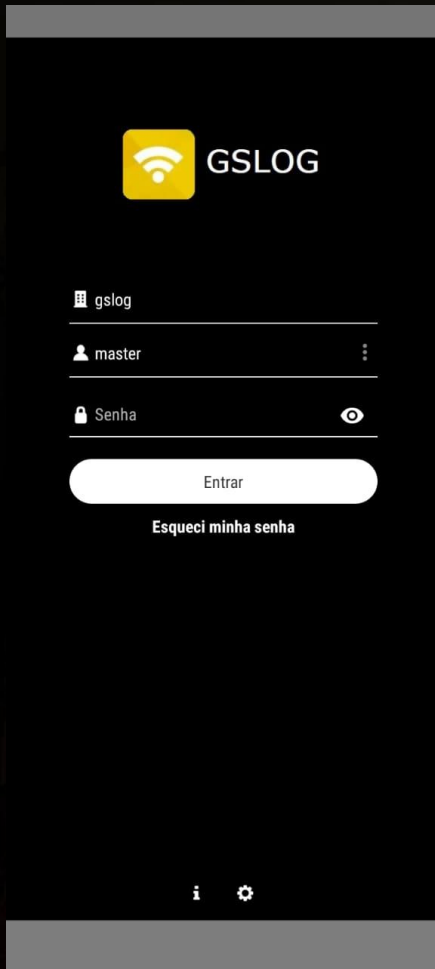 GSLOG
gslog
master
Senha
Entrar
Esqueci minha senha